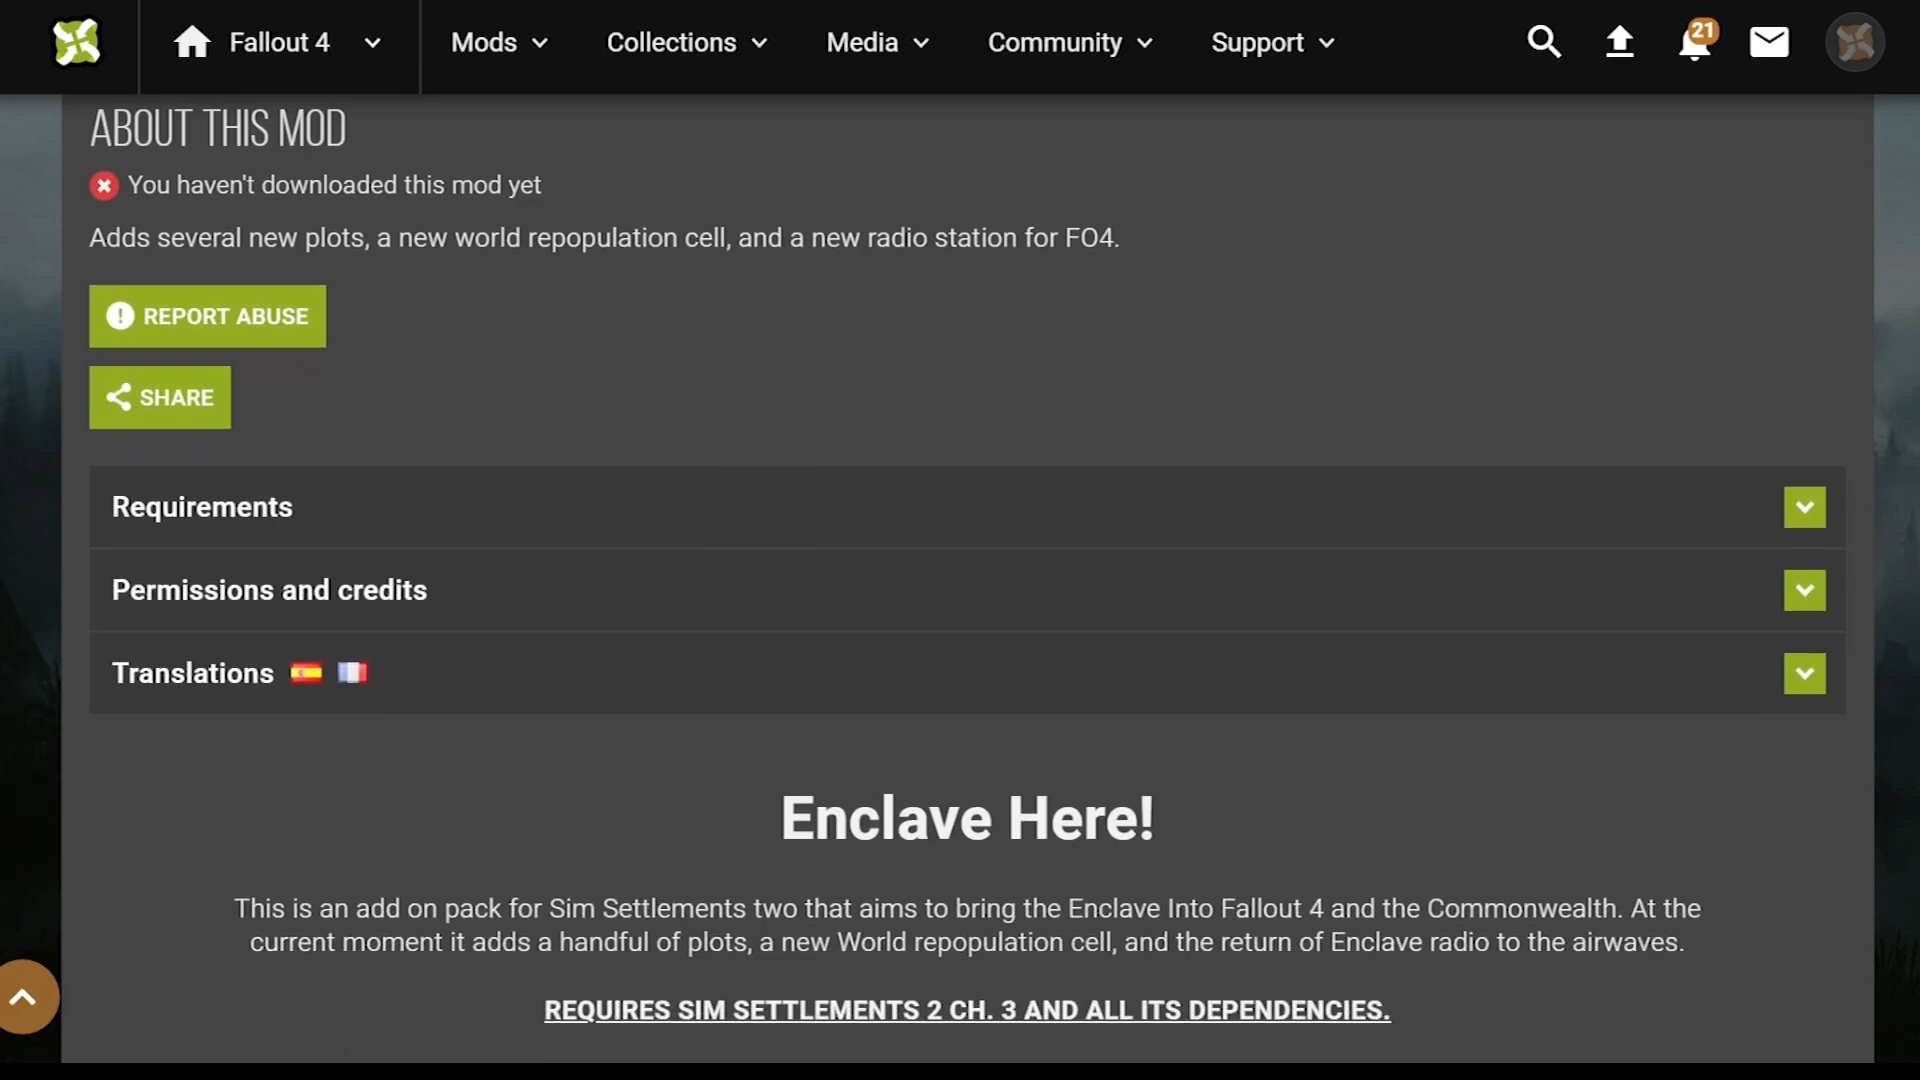 Fallout 4 Mods Collections Media Community Support 21
ABOUT THIS MOD
You haven't downloaded this mod yet
Adds several new plots, a new world repopulation cell, and a new radio station for FO4.
REPORT ABUSE
SHARE
Requirements
Permissions and credits
Translations
Enclave Here!
This is an add on pack for Sim Settlements two that aims to bring the Enclave Into Fallout 4 and the Commonwealth. At the
current moment it adds a handful of plots, a new World repopulation cell, and the return of Enclave radio to the airwaves.
REQUIRES SIM SETTLEMENTS 2 CH. 3 AND ALL ITS DEPENDENCIES.